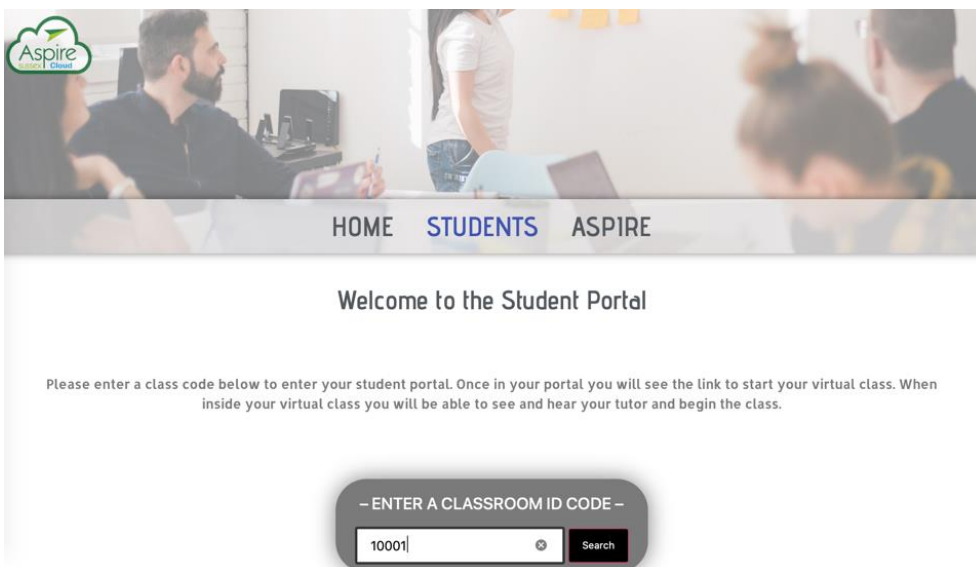 Aspire
SUSSEX Cloud
HOME STUDENTS ASPIRE
Welcome to the Student Portal
Please enter a class code below to enter your student portal. Once in your portal you will see the link to start your virtual class. When
inside your virtual class you will be able to see and hear your tutor and begin the class.
– ENTER A CLASSROOM ID CODE –
10001 Search